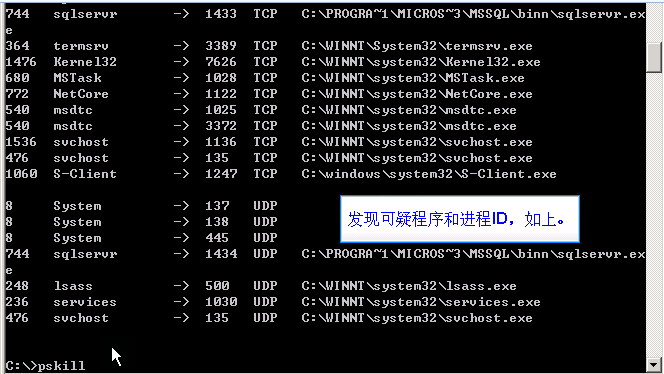 744   sqlservr       ->  1433  TCP   C:\PROGRA~1\MICROS~3\MSSQL\binn\sqlservr.ex
e
364   termsrv        ->  3389  TCP   C:\WINNT\System32\termsrv.exe
1476  Kernel32       ->  7626  TCP   C:\WINNT\System32\Kernel32.exe
680   MSTask         ->  1028  TCP   C:\WINNT\System32\MSTask.exe
772   NetCore        ->  1122  TCP   C:\WINNT\System32\NetCore.exe
540   msdtc          ->  1025  TCP   C:\WINNT\system32\msdtc.exe
540   msdtc          ->  3372  TCP   C:\WINNT\system32\msdtc.exe
1536  svchost        ->  1136  TCP   C:\WINNT\system32\svchost.exe
476   svchost        ->  135   TCP   C:\WINNT\system32\svchost.exe
1060  S-Client       ->  1247  TCP   C:\windows\system32\S-Client.exe
8     System         ->  137   UDP
8     System         ->  138   UDP
8     System         ->  445   UDP
发现可疑程序和进程ID，如上。
744   sqlservr       ->  1434  UDP   C:\PROGRA~1\MICROS~3\MSSQL\binn\sqlservr.ex
e
248   lsass          ->  500   UDP   C:\WINNT\system32\lsass.exe
236   services       ->  1030  UDP   C:\WINNT\system32\services.exe
476   svchost        ->  135   UDP   C:\WINNT\system32\svchost.exe
C:\>pskill